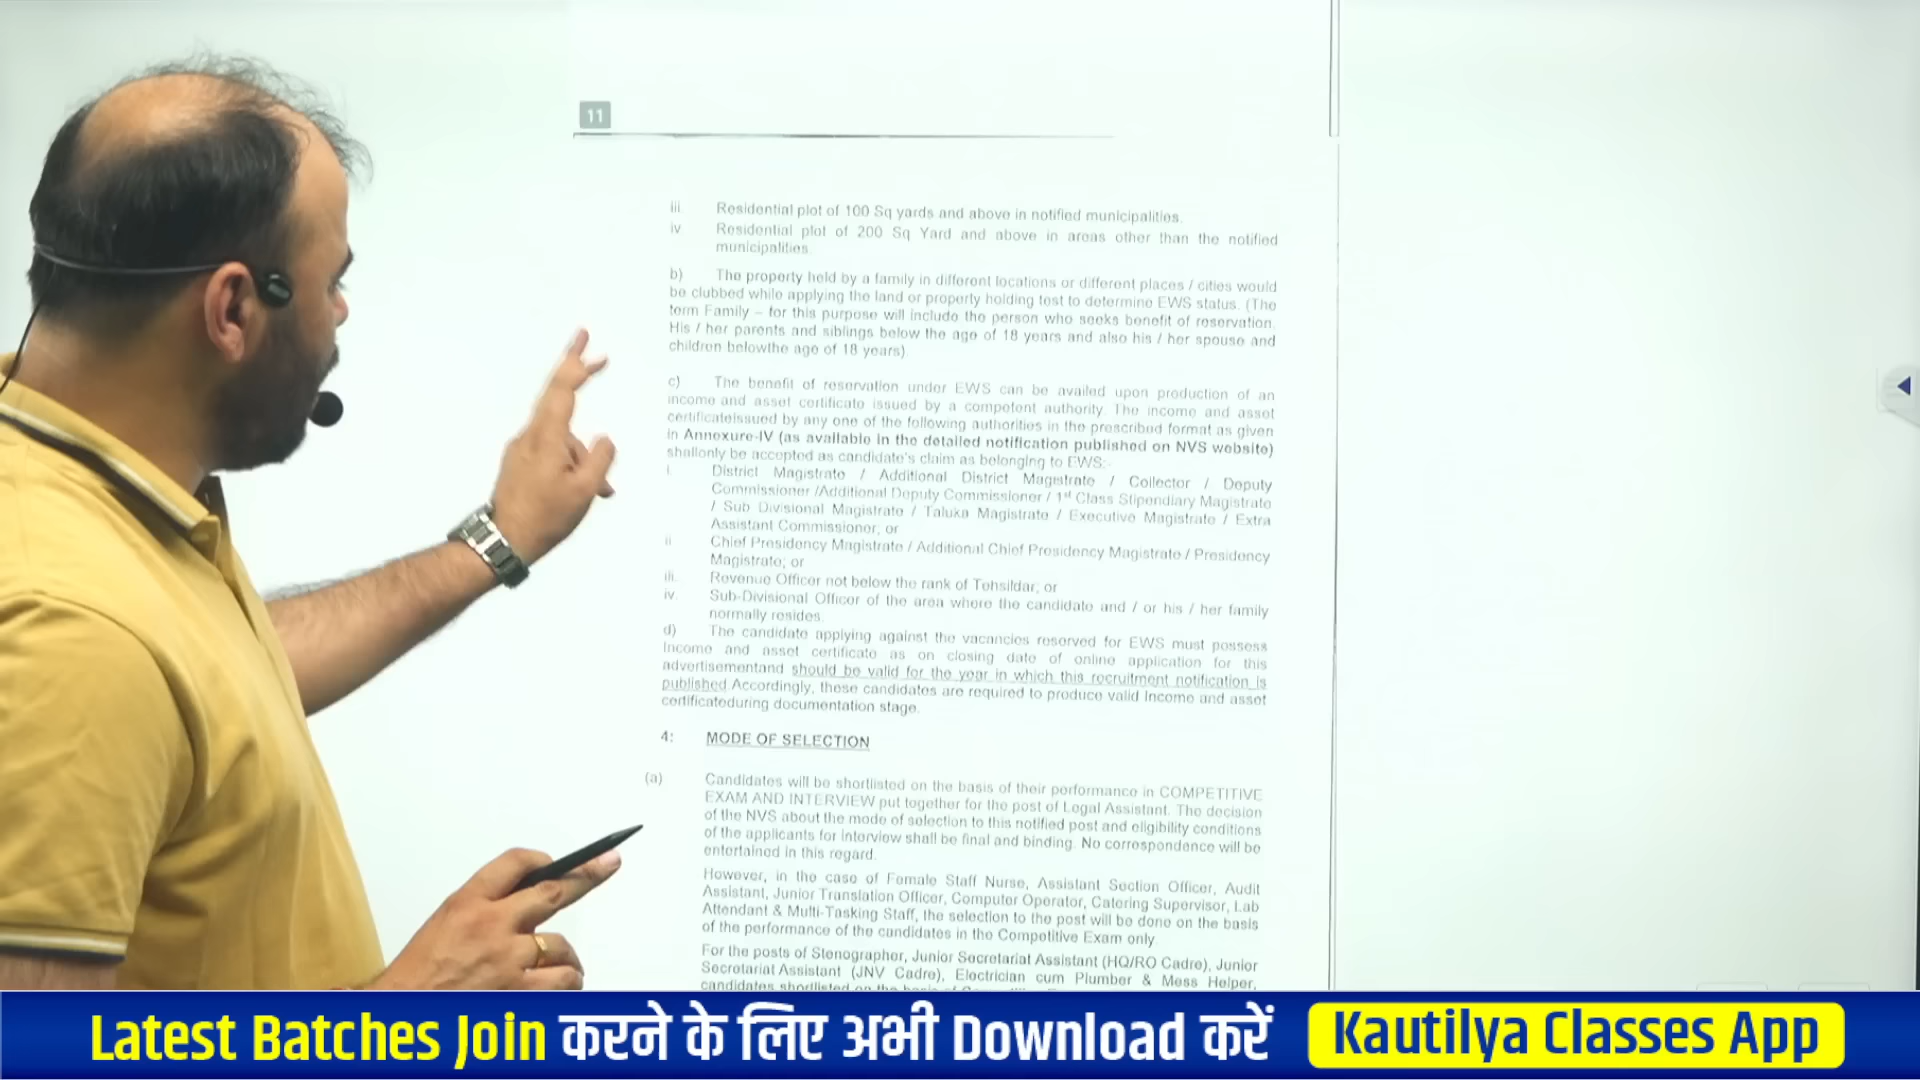 11
iii. Residential plot of 100 Sq yards and above in notified municipalities.
iv Residential plot of 200 Sq Yard and above in areas other than the notified
municipalities.
b) The property held by a family in different locations or different places / cities would
be clubbed while applying the land or property holding test to determine EWS status. (The
term Family – for this purpose will include the person who seeks benefit of reservation.
His / her parents and siblings below the age of 18 years and also his / her spouse and
children belowthe age of 18 years).
c) The benefit of reservation under EWS can be availed upon production of an
income and asset certificate issued by a competent authority. The income and asset
certificateissued by any one of the following authorities in the prescribed format as given
in Annexure-IV (as available in the detailed notification published on NVS website)
shallonly be accepted as candidate's claim as belonging to EWS:-
i. District Magistrate / Additional District Magistrate / Collector / Deputy
Commissioner /Additional Deputy Commissioner / 1st Class Stipendiary Magistrate
/ Sub Divisional Magistrate / Taluka Magistrate / Executive Magistrate / Extra
Assistant Commissioner; or
ii Chief Presidency Magistrate / Additional Chief Presidency Magistrate / Presidency
Magistrate; or
iii. Revenue Officer not below the rank of Tehsildar; or
iv. Sub-Divisional Officer of the area where the candidate and / or his / her family
normally resides.
d) The candidate applying against the vacancies reserved for EWS must possess
Income and asset certificate as on closing date of online application for this
advertisementand should be valid for the year in which this recruitment notification is
published.Accordingly, these candidates are required to produce valid Income and asset
certificateduring documentation stage.
4: MODE OF SELECTION
(a) Candidates will be shortlisted on the basis of their performance in COMPETITIVE
EXAM AND INTERVIEW put together for the post of Legal Assistant. The decision
of the NVS about the mode of selection to this notified post and eligibility conditions
of the applicants for interview shall be final and binding. No correspondence will be
entertained in this regard.
However, in the case of Female Staff Nurse, Assistant Section Officer, Audit
Assistant, Junior Translation Officer, Computer Operator, Catering Supervisor, Lab
Attendant & Multi-Tasking Staff, the selection to the post will be done on the basis
of the performance of the candidates in the Competitive Exam only
For the posts of Stenographer, Junior Secretariat Assistant (HQ/RO Cadre), Junior
Secretariat Assistant (JNV Cadre), Electrician cum Plumber & Mess Helper,
candidates shortlisted on the basis of
Latest Batches Join करने के लिए अभी Download करें Kautilya Classes App